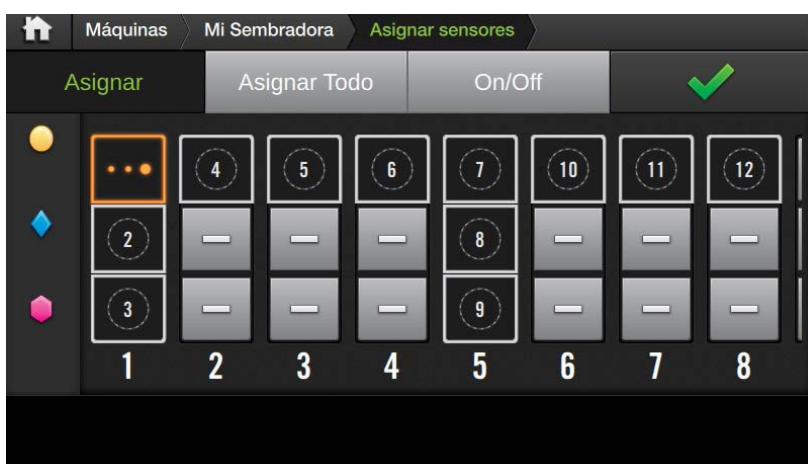 Máquinas Mi Sembradora Asignar sensores
Asignar Asignar Todo On/Off
4 5 6 7 10 11 12
2 8
3 9
1 2 3 4 5 6 7 8